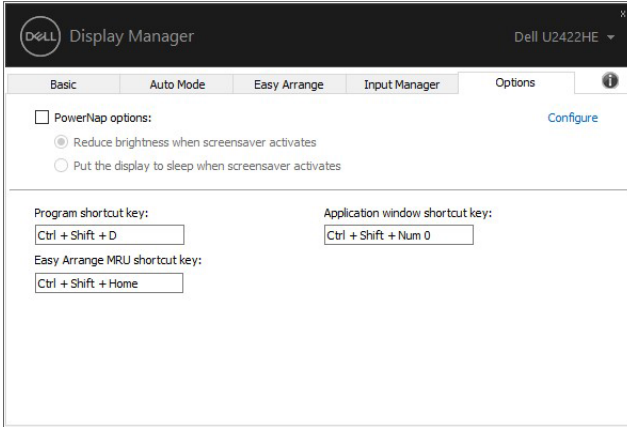 DELL Display Manager
Dell U2422HE
x
Basic Auto Mode Easy Arrange Input Manager Options
PowerNap options:
Configure
Reduce brightness when screensaver activates
Put the display to sleep when screensaver activates
Program shortcut key:
Application window shortcut key:
Ctrl + Shift + D
Ctrl + Shift + Num 0
Easy Arrange MRU shortcut key:
Ctrl + Shift + Home